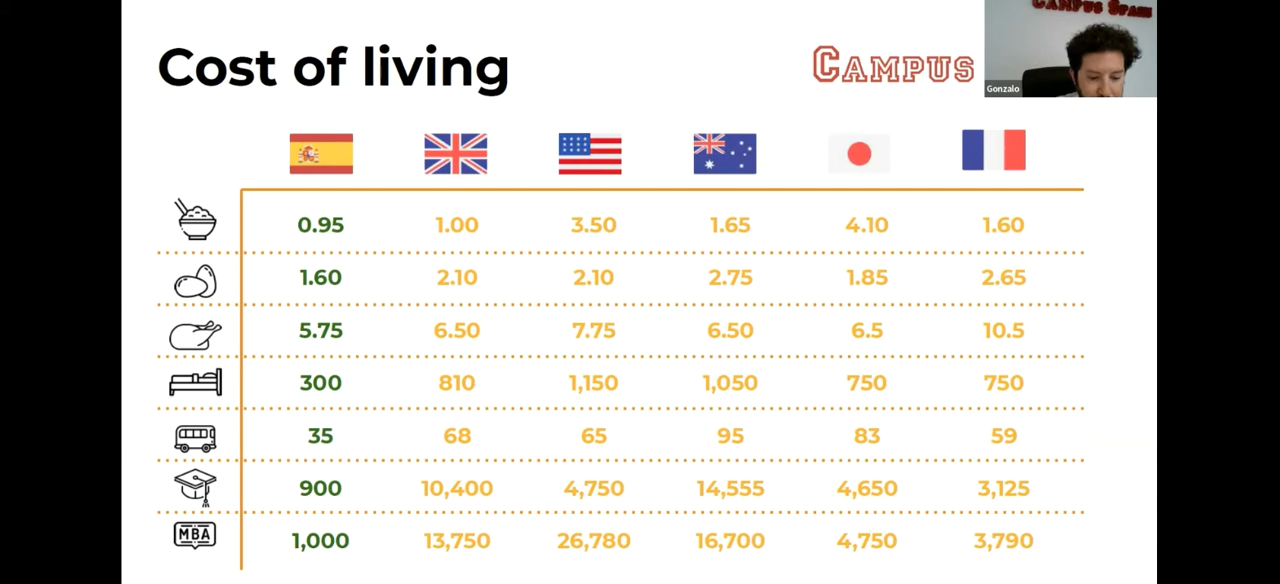 CAMPUS SPAIN
Cost of living
CAMPUS
Gonzalo
0.95 1.00 3.50 1.65 4.10 1.60
1.60 2.10 2.10 2.75 1.85 2.65
5.75 6.50 7.75 6.50 6.5 10.5
300 810 1,150 1,050 750 750
35 68 65 95 83 59
900 10,400 4,750 14,555 4,650 3,125
MBA 1,000 13,750 26,780 16,700 4,750 3,790